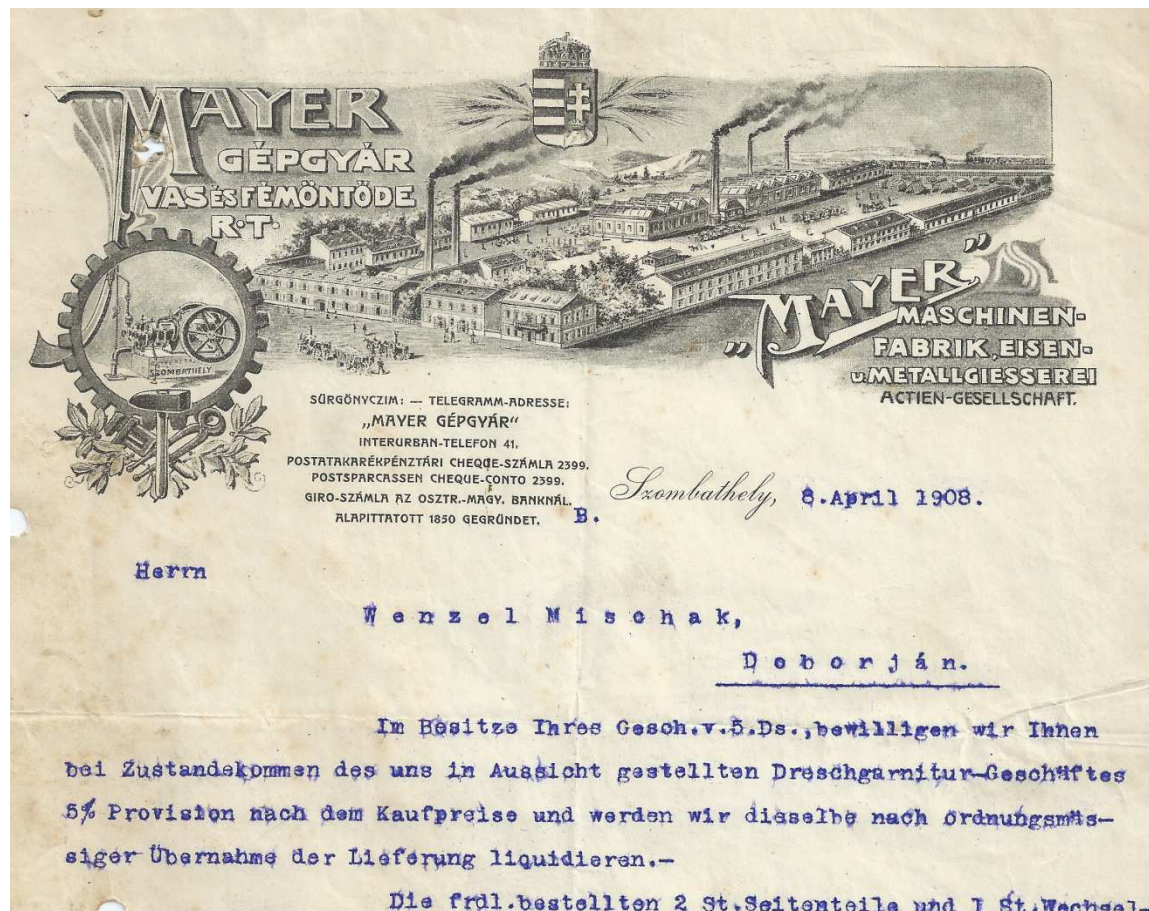 MAYER
GÉPGYÁR
VAS ÉS FÉMÖNTÖDE
R·T·
SZOMBATHELY
„MAYER”
MASCHINEN-
FABRIK, EISEN-
u. METALLGIESSEREI
ACTIEN-GESELLSCHAFT.
SÜRGÖNYCZIM: — TELEGRAMM-ADRESSE:
„MAYER GÉPGYÁR“
INTERURBAN-TELEFON 41.
POSTATAKARÉKPÉNZTÁRI CHEQUE-SZÁMLA 2399.
POSTSPARCASSEN CHEQUE-CONTO 2399.
GIRO-SZÁMLA AZ OSZTR.-MAGY. BANKNÁL.
ALAPITTATOTT 1850 GEGRÜNDET.
B.
Szombathely, 8.April 1908.
Herrn
Wenzel Mischak,
Doborján.
Im Besitze Ihres Gesch.v.5.Ds.,bewilligen wir Ihnen
bei Zustandekommen des uns in Aussicht gestellten Dreschgarnitur-Geschäftes
5% Provision nach dem Kaufpreise und werden wir dieselbe nach ordnungsmäs-
siger Übernahme der Lieferung liquidieren.-
Die frdl.bestellten 2 St.Seitenteile und 1 St.Wechsel-